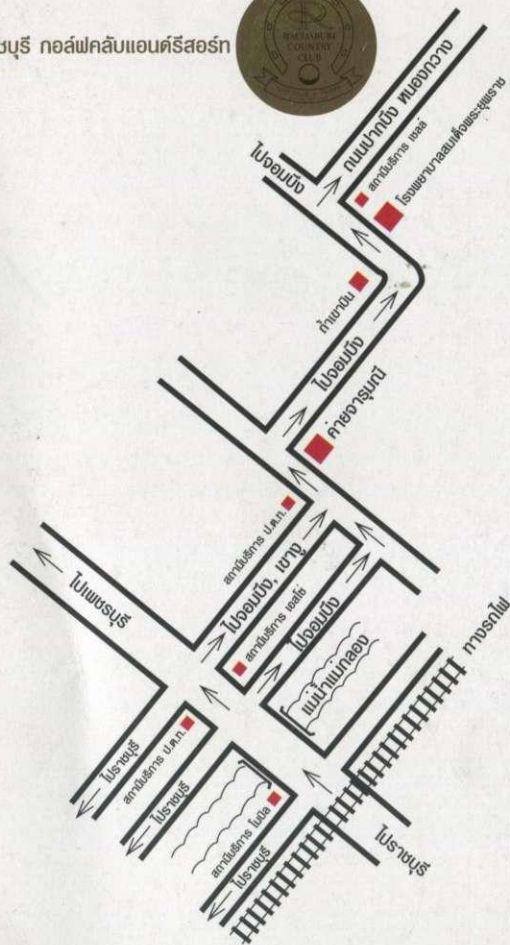 ชบุรี กอล์ฟคลับแอนด์รีสอร์ท
RACHABURI
COUNTRY
CLUB
ถนนปากบึง หนองกวาง
สถานีบริการ เชลล์
โรงพยาบาลสมเด็จพระยุพราช
ไปจอมบึง
ถ้ำเขาบิน
ไปจอมบึง
ค่ายจารุมณี
สถานีบริการ ป.ต.ท.
ไปจอมบึง, เขางู
สถานีบริการ เอสโซ่
ไปจอมบึง
ไปเพชรบุรี
แม่น้ำแม่กลอง
ทางรถไฟ
ไปราชบุรี
สถานีบริการ ป.ต.ท.
ไปราชบุรี
สถานีบริการ โมบิล
ไปราชบุรี
ไปราชบุรี